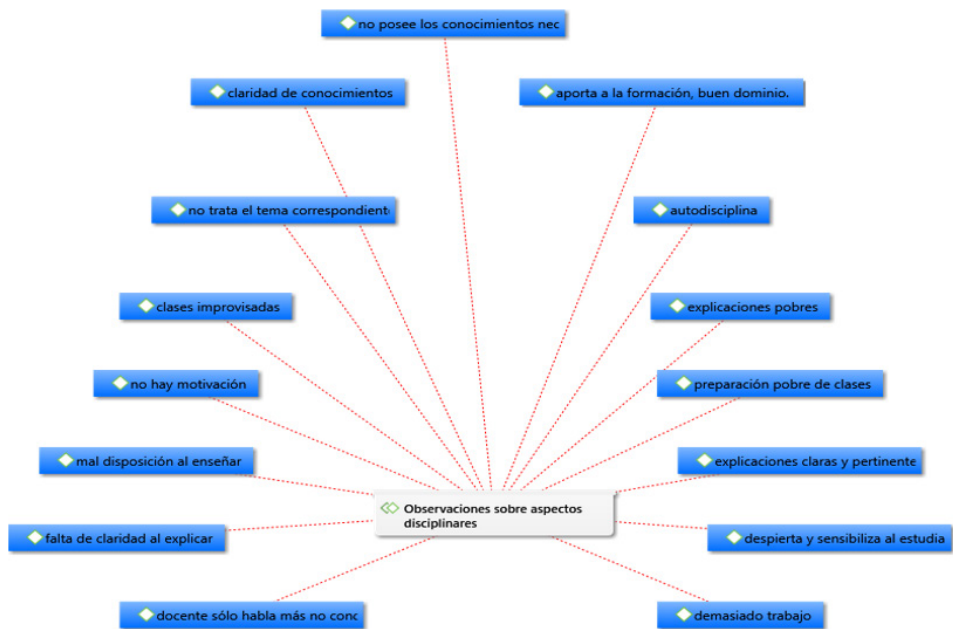 no posee los conocimientos nec
claridad de conocimientos
aporta a la formación, buen dominio.
no trata el tema correspondiente
autodisciplina
clases improvisadas
explicaciones pobres
no hay motivación
preparación pobre de clases
mal disposición al enseñar
explicaciones claras y pertinente
Observaciones sobre aspectos
disciplinares
falta de claridad al explicar
despierta y sensibiliza al estudia
docente sólo habla más no conc
demasiado trabajo